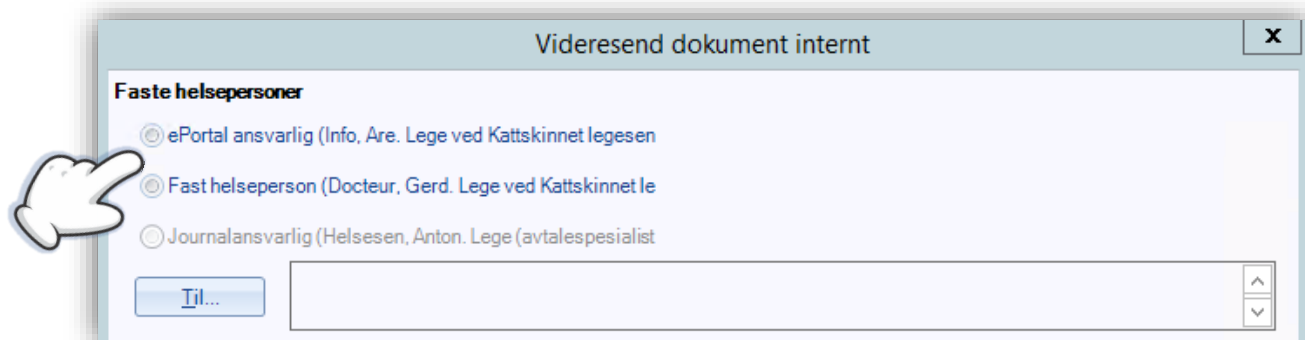 Videresend dokument internt
x
Faste helsepersoner
ePortal ansvarlig (Info, Are. Lege ved Kattskinnet legesen
Fast helseperson (Docteur, Gerd. Lege ved Kattskinnet le
Journalansvarlig (Helsesen, Anton. Lege (avtalespesialist
Til...